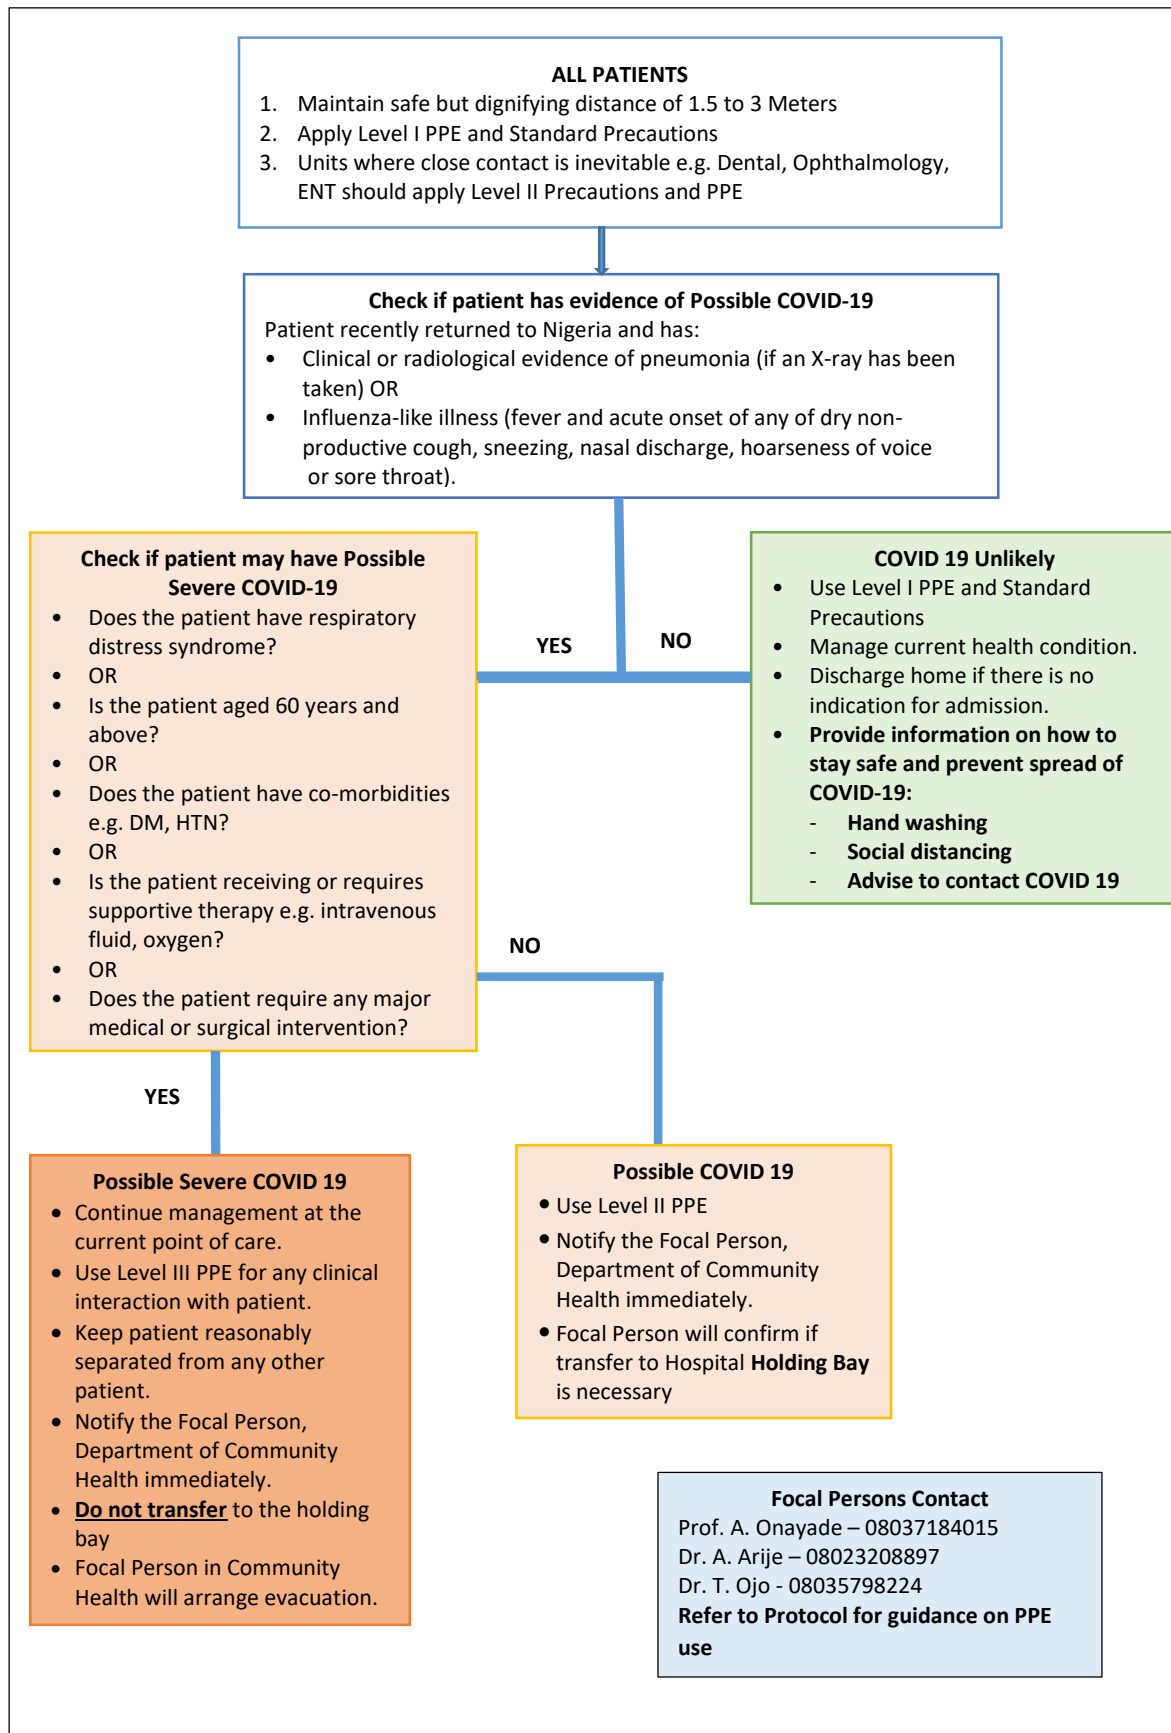 ALL PATIENTS
1. Maintain safe but dignifying distance of 1.5 to 3 Meters
2. Apply Level I PPE and Standard Precautions
3. Units where close contact is inevitable e.g. Dental, Ophthalmology,
ENT should apply Level II Precautions and PPE
Check if patient has evidence of Possible COVID-19
Patient recently returned to Nigeria and has:
• Clinical or radiological evidence of pneumonia (if an X-ray has been
taken) OR
• Influenza-like illness (fever and acute onset of any of dry non-
productive cough, sneezing, nasal discharge, hoarseness of voice
or sore throat).
Check if patient may have Possible
Severe COVID-19
• Does the patient have respiratory
distress syndrome?
• OR
• Is the patient aged 60 years and
above?
• OR
• Does the patient have co-morbidities
e.g. DM, HTN?
• OR
• Is the patient receiving or requires
supportive therapy e.g. intravenous
fluid, oxygen?
• OR
• Does the patient require any major
medical or surgical intervention?
YES
NO
COVID 19 Unlikely
• Use Level I PPE and Standard
Precautions
• Manage current health condition.
• Discharge home if there is no
indication for admission.
• Provide information on how to
stay safe and prevent spread of
COVID-19:
- Hand washing
- Social distancing
- Advise to contact COVID 19
NO
YES
Possible Severe COVID 19
• Continue management at the
current point of care.
• Use Level III PPE for any clinical
interaction with patient.
• Keep patient reasonably
separated from any other
patient.
• Notify the Focal Person,
Department of Community
Health immediately.
• Do not transfer to the holding
bay
• Focal Person in Community
Health will arrange evacuation.
Possible COVID 19
• Use Level II PPE
• Notify the Focal Person,
Department of Community
Health immediately.
• Focal Person will confirm if
transfer to Hospital Holding Bay
is necessary
Focal Persons Contact
Prof. A. Onayade – 08037184015
Dr. A. Arije – 08023208897
Dr. T. Ojo - 08035798224
Refer to Protocol for guidance on PPE
use